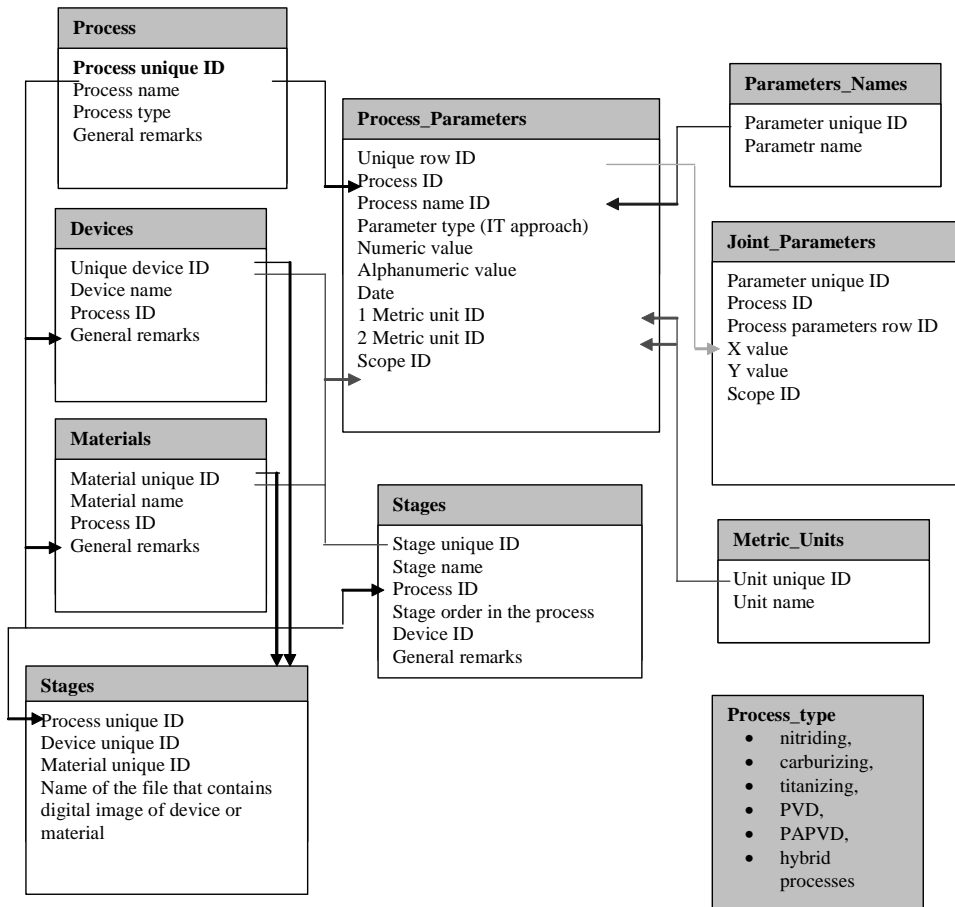 Process
Process unique ID
Process name
Process type
General remarks
Devices
Unique device ID
Device name
Process ID
General remarks
Materials
Material unique ID
Material name
Process ID
General remarks
Stages
Process unique ID
Device unique ID
Material unique ID
Name of the file that contains
digital image of device or
material
Process_Parameters
Unique row ID
Process ID
Process name ID
Parameter type (IT approach)
Numeric value
Alphanumeric value
Date
1 Metric unit ID
2 Metric unit ID
Scope ID
Stages
Stage unique ID
Stage name
Process ID
Stage order in the process
Device ID
General remarks
Parameters_Names
Parameter unique ID
Parametr name
Joint_Parameters
Parameter unique ID
Process ID
Process parameters row ID
X value
Y value
Scope ID
Metric_Units
Unit unique ID
Unit name
Process_type
• nitriding,
• carburizing,
• titanizing,
• PVD,
• PAPVD,
• hybrid
processes